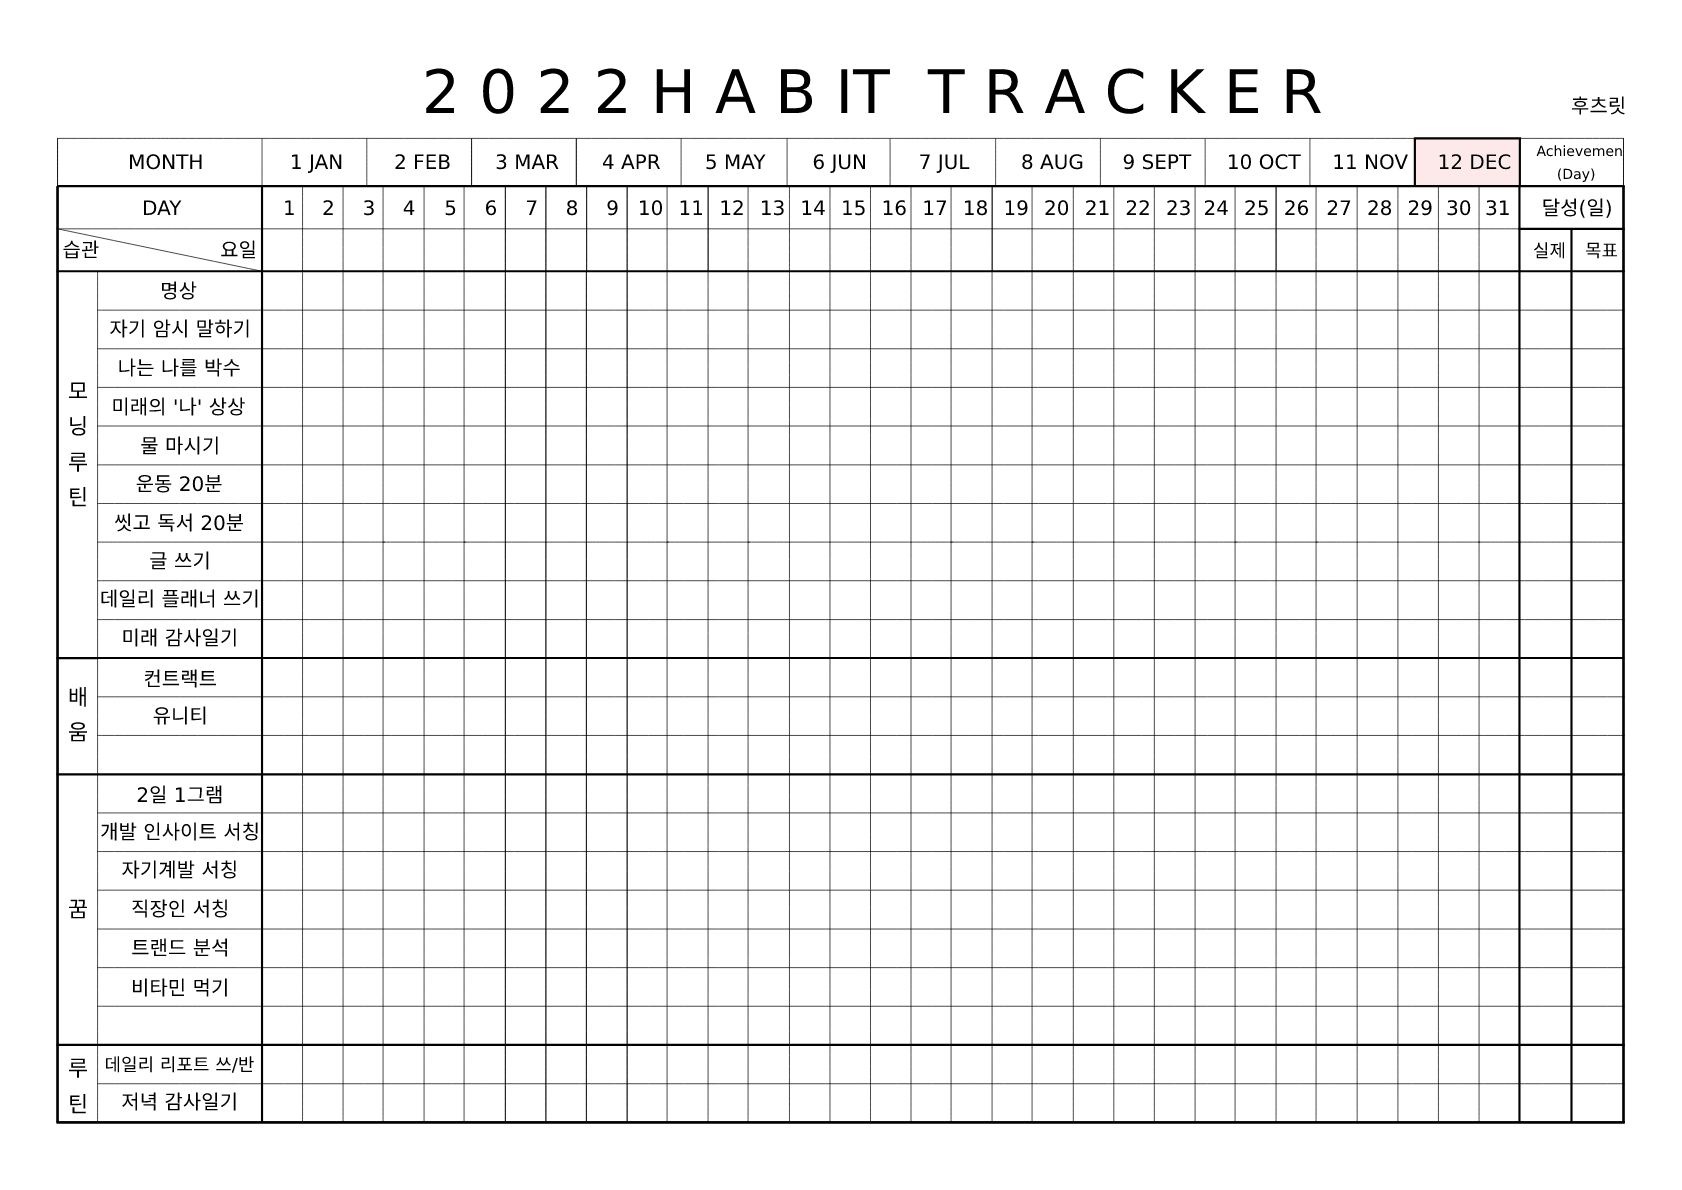 2022 HABIT TRACKER
후츠릿
MONTH 1 JAN 2 FEB 3 MAR 4 APR 5 MAY 6 JUN 7 JUL 8 AUG 9 SEPT 10 OCT 11 NOV 12 DEC Achievemen
(Day)
DAY 1 2 3 4 5 6 7 8 9 10 11 12 13 14 15 16 17 18 19 20 21 22 23 24 25 26 27 28 29 30 31 달성(일)
습관 요일 실제 목표
모닝루틴
명상
자기 암시 말하기
나는 나를 박수
미래의 '나' 상상
물 마시기
운동 20분
씻고 독서 20분
글 쓰기
데일리 플래너 쓰기
미래 감사일기
배움
컨트랙트
유니티
꿈
2일 1그램
개발 인사이트 서칭
자기계발 서칭
직장인 서칭
트랜드 분석
비타민 먹기
루틴
데일리 리포트 쓰/반
저녁 감사일기